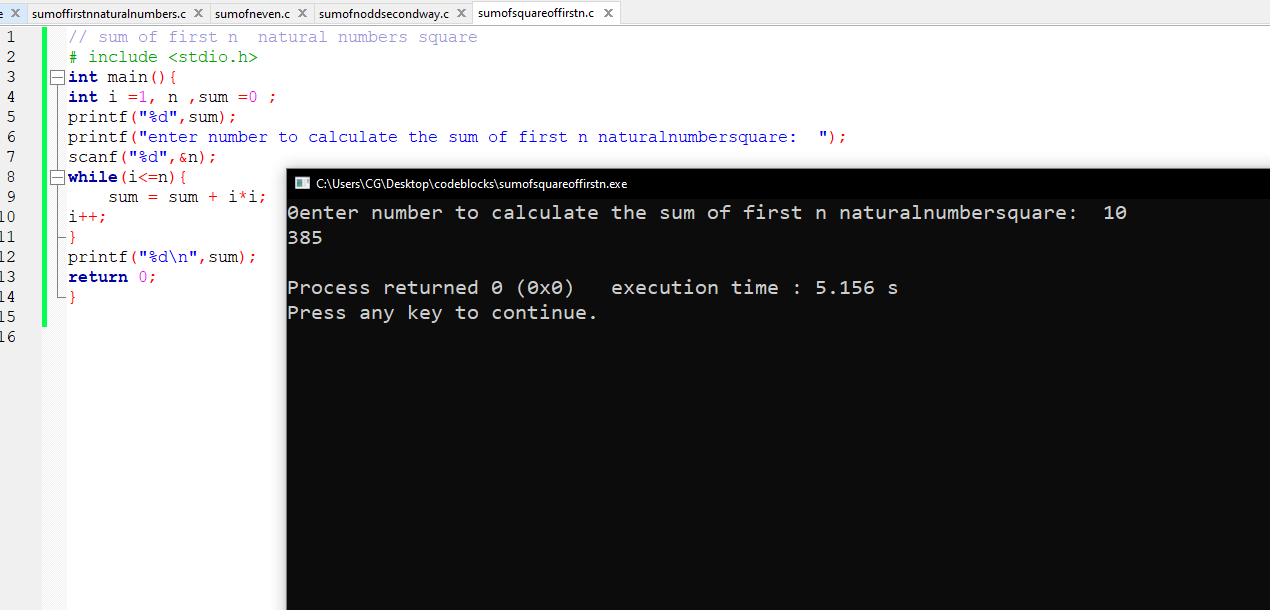 e X sumoffirstnnaturalnumbers.c X sumofneven.c X sumofnoddsecondway.c X sumofsquareoffirstn.c X
1 // sum of first n  natural numbers square
2 # include <stdio.h>
3 int main(){
4 int i =1, n ,sum =0 ;
5 printf("%d",sum);
6 printf("enter number to calculate the sum of first n naturalnumbersquare:  ");
7 scanf("%d",&n);
8 while(i<=n){
9     sum = sum + i*i;
10 i++;
11 }
12 printf("%d\n",sum);
13 return 0;
14 }
15
16
C:\Users\CG\Desktop\codeblocks\sumofsquareoffirstn.exe
0enter number to calculate the sum of first n naturalnumbersquare:  10
385
Process returned 0 (0x0)   execution time : 5.156 s
Press any key to continue.